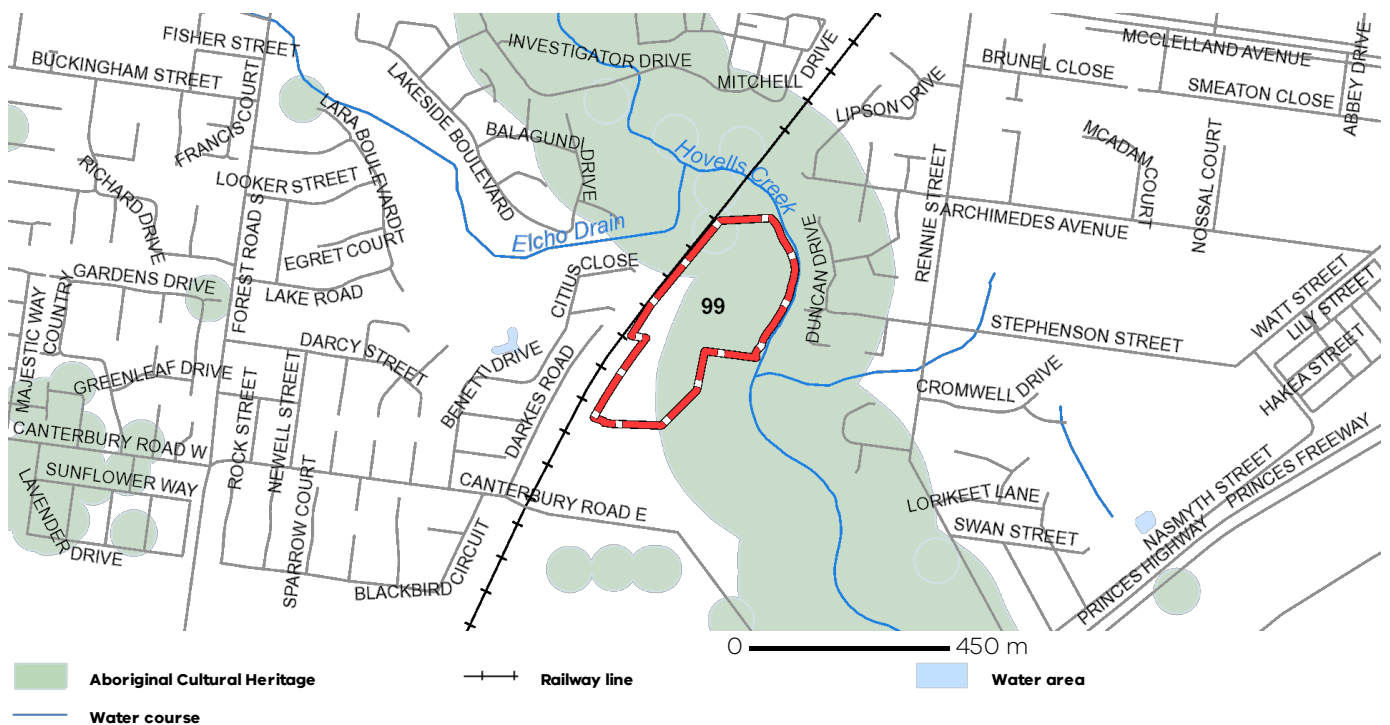 FISHER STREET
BUCKINGHAM STREET
FRANCIS COURT
LARA BOULEVARD
LAKESIDE BOULEVARD
INVESTIGATOR DRIVE
MITCHELL DRIVE
BALAGUNDI DRIVE
LIPSON DRIVE
BRUNEL CLOSE
MCCLELLAND AVENUE
SMEATON CLOSE
ABBEY DRIVE
MCADAM COURT
NOSSAL COURT
RICHARD DRIVE
LOOKER STREET
Hovells Creek
Elcho Drain
EGRET COURT
FOREST ROAD S
RENNIE STREET
ARCHIMEDES AVENUE
DUNCAN DRIVE
GARDENS DRIVE
LAKE ROAD
CITIUS CLOSE
MAJESTIC WAY
COUNTRY
99
WATT STREET
LILY STREET
HAKEA STREET
STEPHENSON STREET
DARCY STREET
BENETTI DRIVE
DARKES ROAD
GREENLEAF DRIVE
CROMWELL DRIVE
ROCK STREET
NEWELL STREET
CANTERBURY ROAD W
SUNFLOWER WAY
LAVENDER DRIVE
SPARROW COURT
CANTERBURY ROAD E
BLACKBIRD CIRCUIT
LORIKEET LANE
SWAN STREET
NASMYTH STREET
PRINCES FREEWAY
PRINCES HIGHWAY
0 450 m
Aboriginal Cultural Heritage
Railway line
Water area
Water course